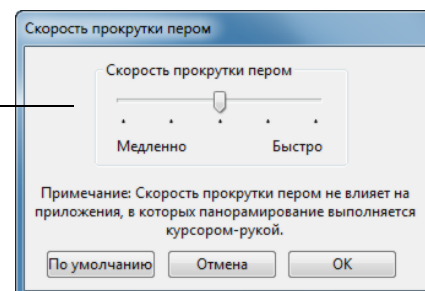 Скорость прокрутки пером
Скорость прокрутки пером
Медленно Быстро
Примечание: Скорость прокрутки пером не влияет на
приложения, в которых панорамирование выполняется
курсором-рукой.
По умолчанию Отмена ОК